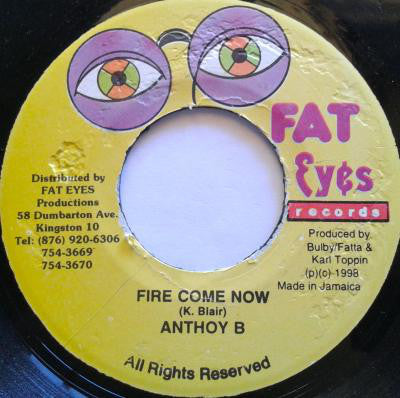 FAT
Eyes
records
Distributed by
FAT EYES
Productions
58 Dumbarton Ave.
Kingston 10
Tel: (876) 920-6306
754-3669
754-3670
Produced by
Bulby/Fatta &
Karl Toppin
(p)(c) 1998
Made in Jamaica
FIRE COME NOW
(K. Blair)
ANTHOY B
All Rights Reserved